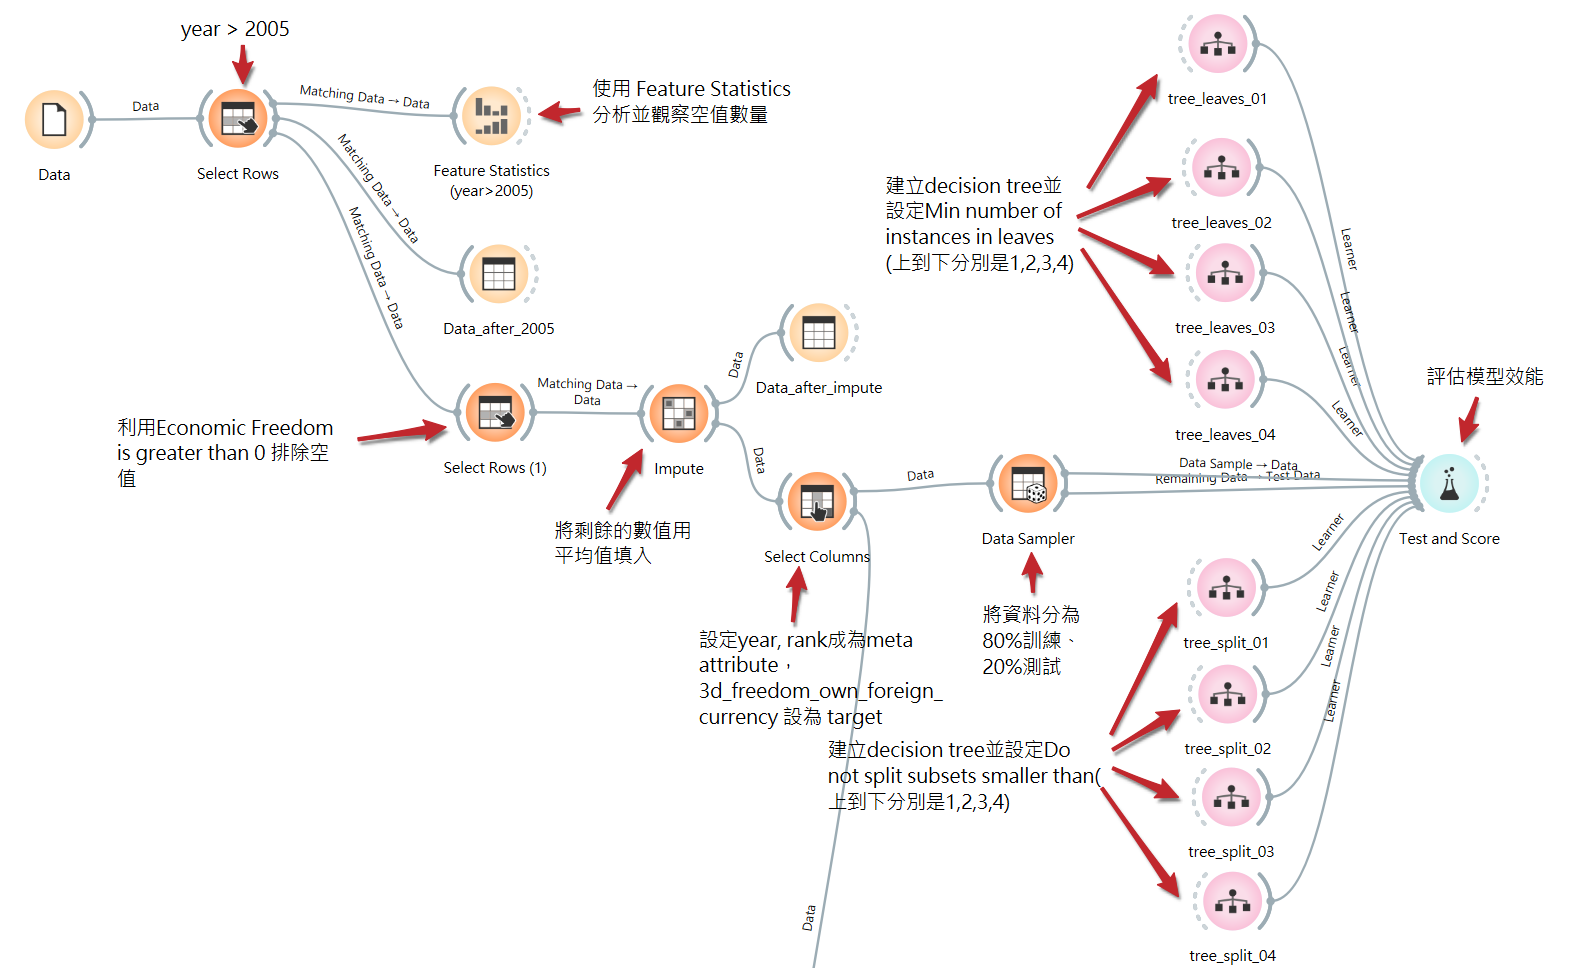 year > 2005
Data
Data
Select Rows
Matching Data → Data
Matching Data → Data
Matching Data → Data
使用 Feature Statistics
分析並觀察空值數量
Feature Statistics
(year>2005)
Data_after_2005
利用Economic Freedom
is greater than 0 排除空
值
Select Rows (1)
Matching Data →
Data
Impute
將剩餘的數值用
平均值填入
Data
Data_after_impute
Data
Select Columns
設定year, rank成為meta
attribute，
3d_freedom_own_foreign_
currency 設為 target
Data
Data
Data Sampler
將資料分為
80%訓練、
20%測試
Data Sample → Data
Remaining Data → Test Data
建立decision tree並
設定Min number of
instances in leaves
(上到下分別是1,2,3,4)
tree_leaves_01
tree_leaves_02
tree_leaves_03
tree_leaves_04
Learner
Learner
Learner
Learner
評估模型效能
Test and Score
建立decision tree並設定Do
not split subsets smaller than(
上到下分別是1,2,3,4)
Learner
Learner
Learner
Learner
tree_split_01
tree_split_02
tree_split_03
tree_split_04